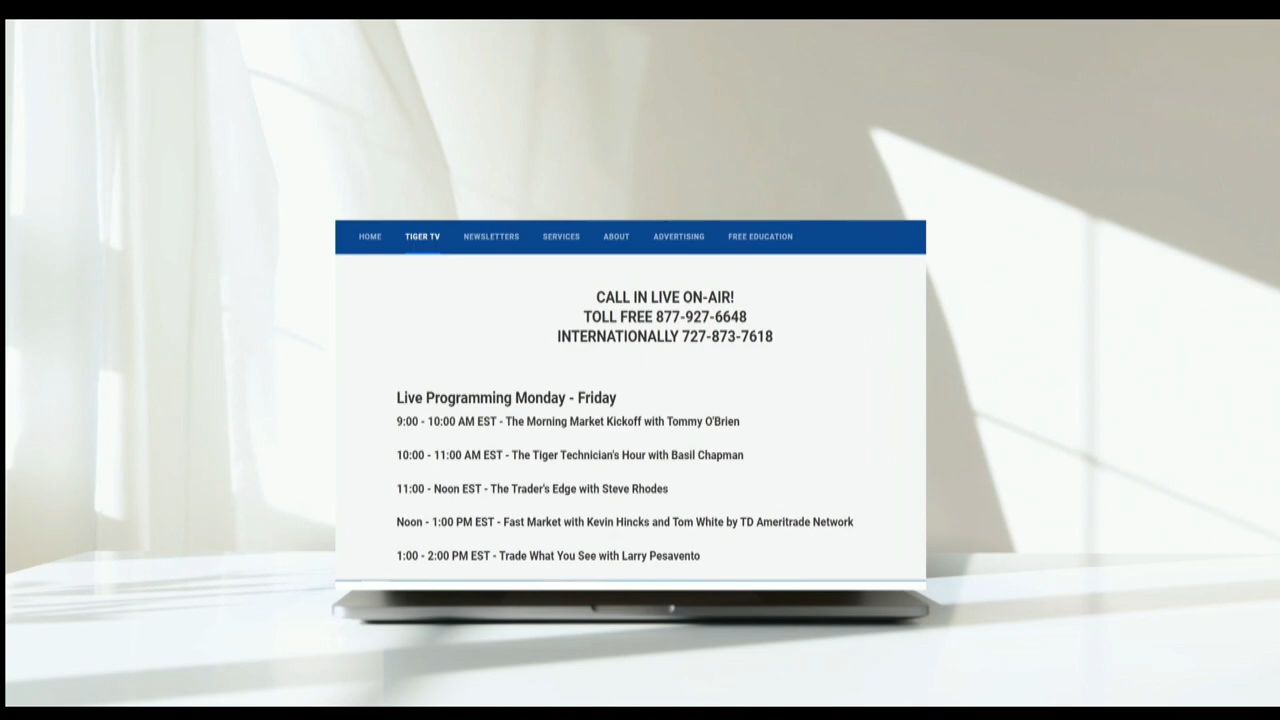 HOME TIGER TV NEWSLETTERS SERVICES ABOUT ADVERTISING FREE EDUCATION
CALL IN LIVE ON-AIR!
TOLL FREE 877-927-6648
INTERNATIONALLY 727-873-7618
Live Programming Monday - Friday
9:00 - 10:00 AM EST - The Morning Market Kickoff with Tommy O'Brien
10:00 - 11:00 AM EST - The Tiger Technician's Hour with Basil Chapman
11:00 - Noon EST - The Trader's Edge with Steve Rhodes
Noon - 1:00 PM EST - Fast Market with Kevin Hincks and Tom White by TD Ameritrade Network
1:00 - 2:00 PM EST - Trade What You See with Larry Pesavento